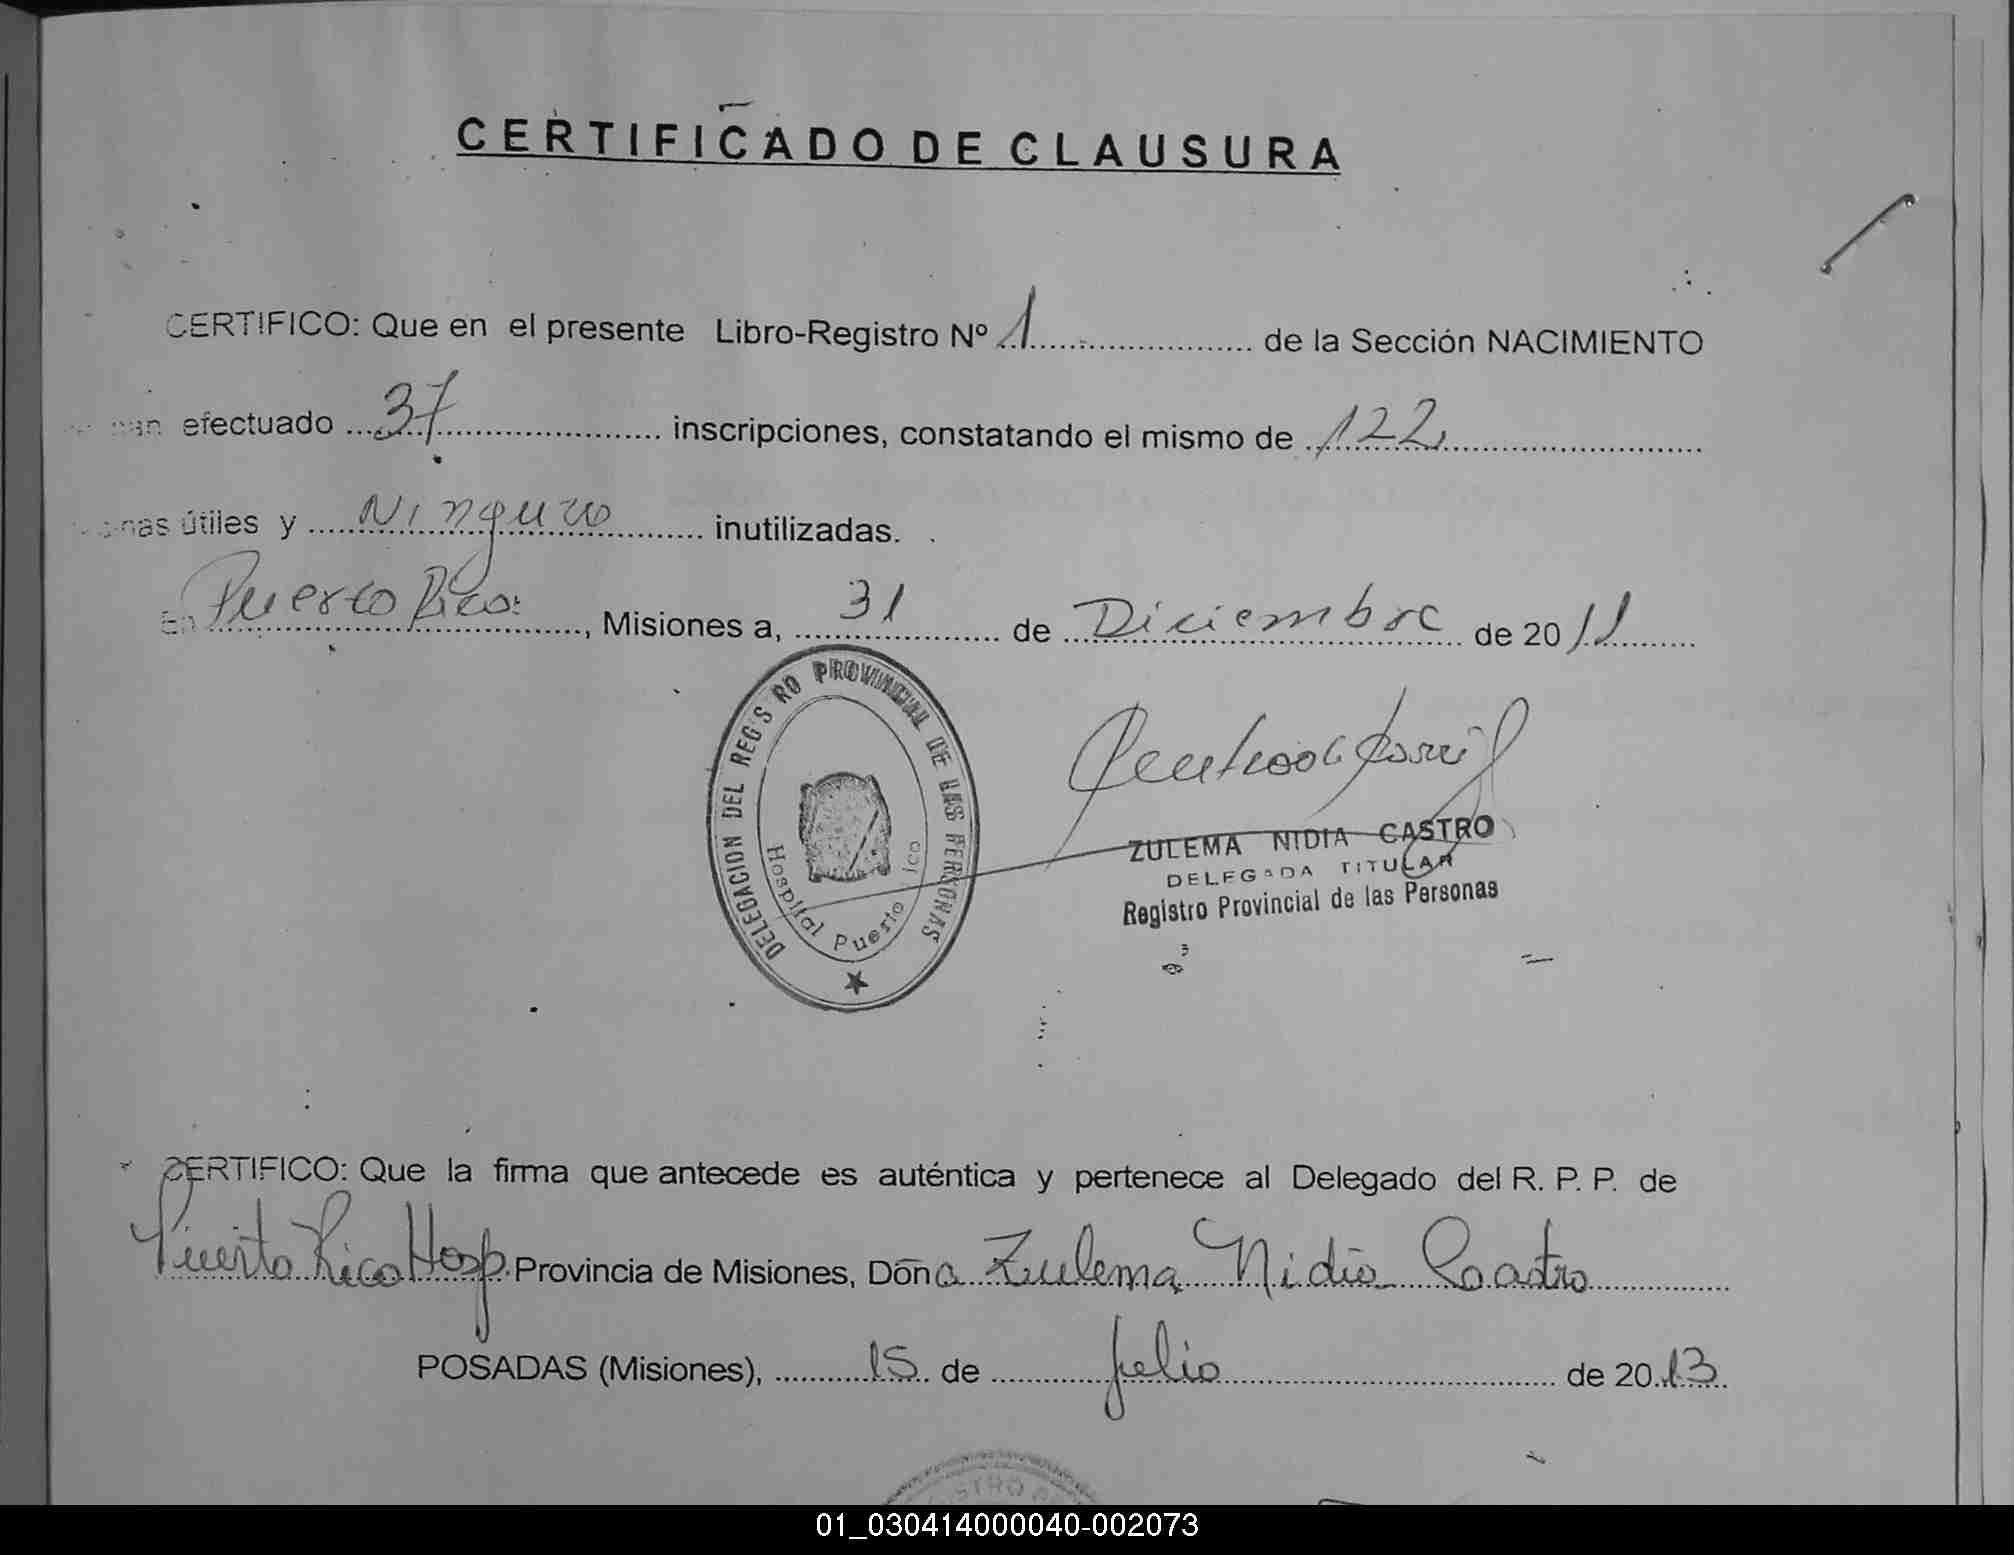 CERTIFICADO DE CLAUSURA
CERTIFICO: Que en el presente Libro-Registro Nº 1 de la Sección NACIMIENTO
han efectuado 37 inscripciones, constatando el mismo de 122
útiles y Ninguno inutilizadas.
En Puerto Rico, Misiones a, 31 de Diciembre de 2011
DELEGACION DEL REGISTRO PROVINCIAL DE LAS PERSONAS
Hospital Puerto ico
ZULEMA NIDIA CASTRO
DELEGADA TITULAR
Registro Provincial de las Personas
CERTIFICO: Que la firma que antecede es auténtica y pertenece al Delegado del R. P. P. de
Puerto Rico Hosp. Provincia de Misiones, Doña Zulema Nidia Castro
POSADAS (Misiones), 15 de Julio de 2013
01_030414000040-002073